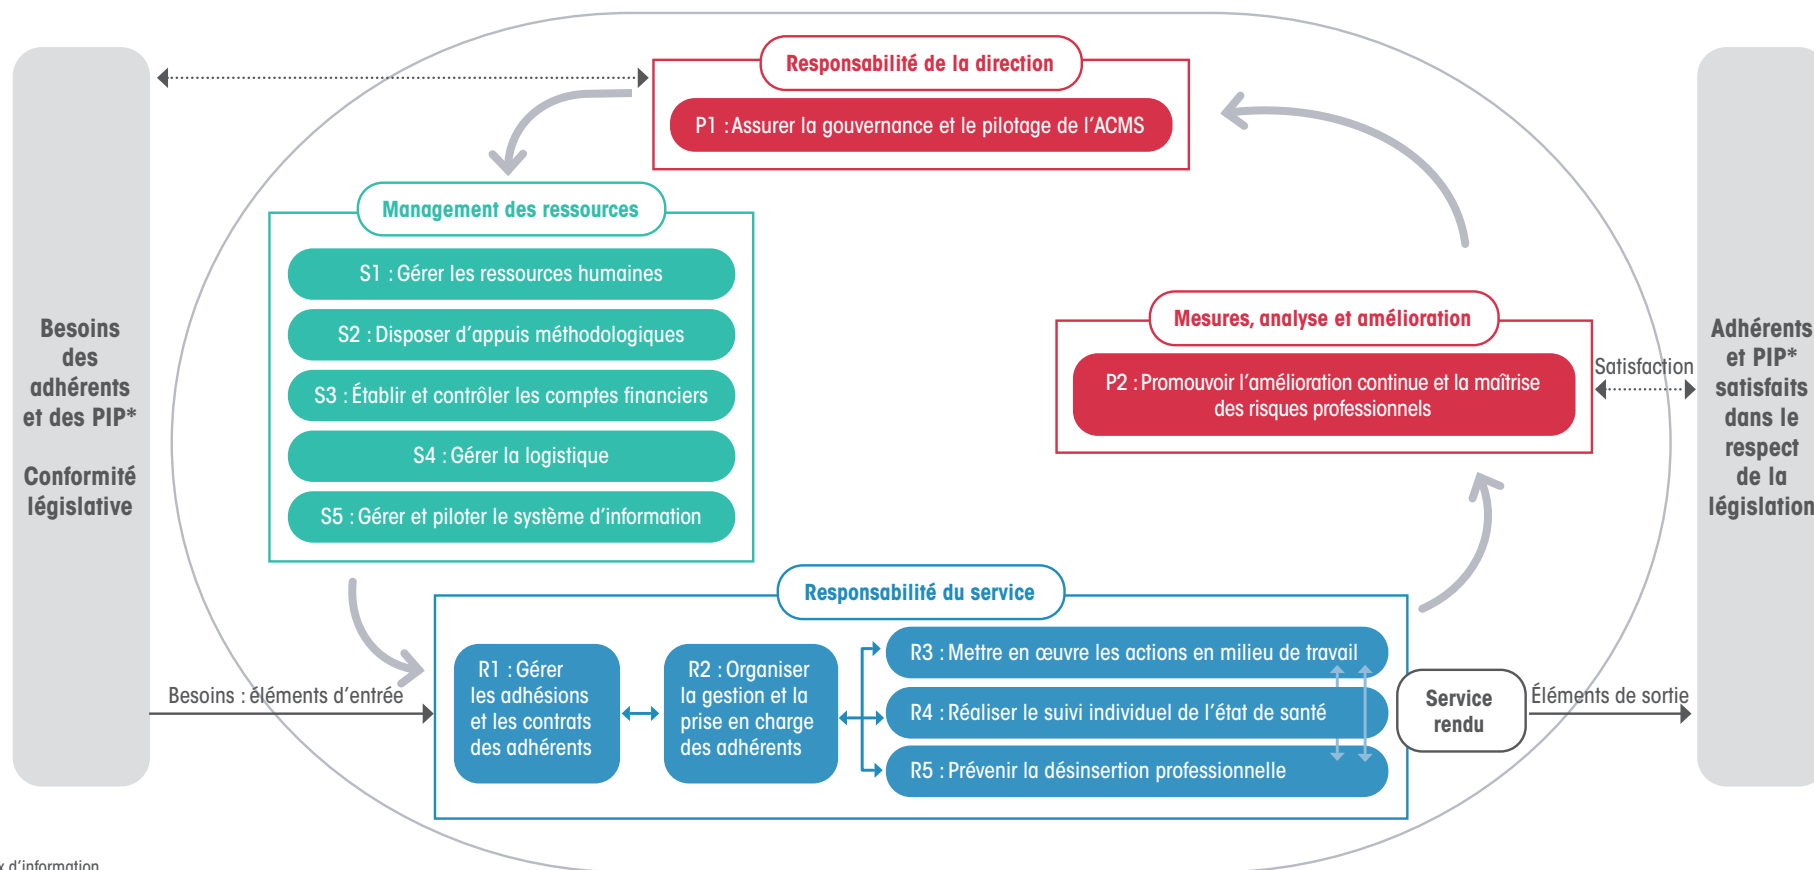 Responsabilité de la direction
P1 : Assurer la gouvernance et le pilotage de l’ACMS
Management des ressources
S1 : Gérer les ressources humaines
S2 : Disposer d’appuis méthodologiques
S3 : Établir et contrôler les comptes financiers
S4 : Gérer la logistique
S5 : Gérer et piloter le système d’information
Besoins
des
adhérents
et des PIP*
Conformité
législative
Mesures, analyse et amélioration
P2 : Promouvoir l’amélioration continue et la maîtrise
des risques professionnels
Satisfaction
Adhérents
et PIP*
satisfaits
dans le
respect
de la
législation
Responsabilité du service
Besoins : éléments d’entrée
R1 : Gérer
les adhésions
et les contrats
des adhérents
R2 : Organiser
la gestion et la
prise en charge
des adhérents
R3 : Mettre en œuvre les actions en milieu de travail
R4 : Réaliser le suivi individuel de l’état de santé
R5 : Prévenir la désinsertion professionnelle
Service
rendu
Éléments de sortie
d’information